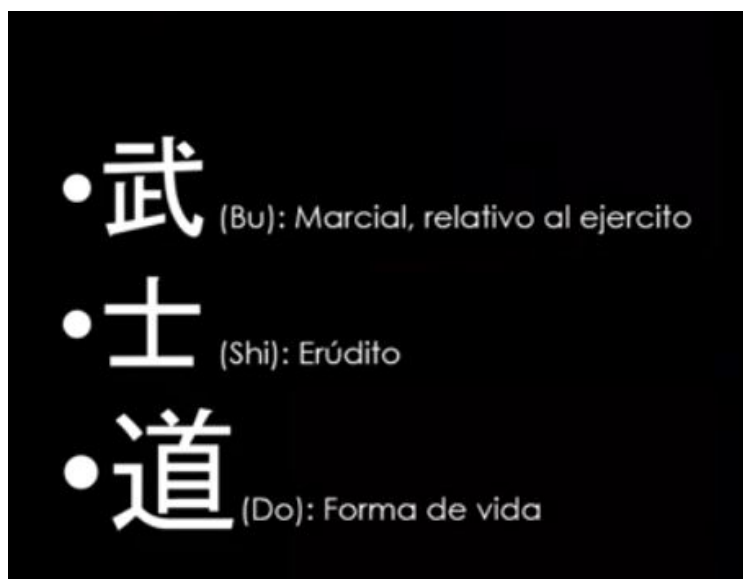 •武 (Bu): Marcial, relativo al ejercito
•士 (Shi): Erúdito
•道 (Do): Forma de vida